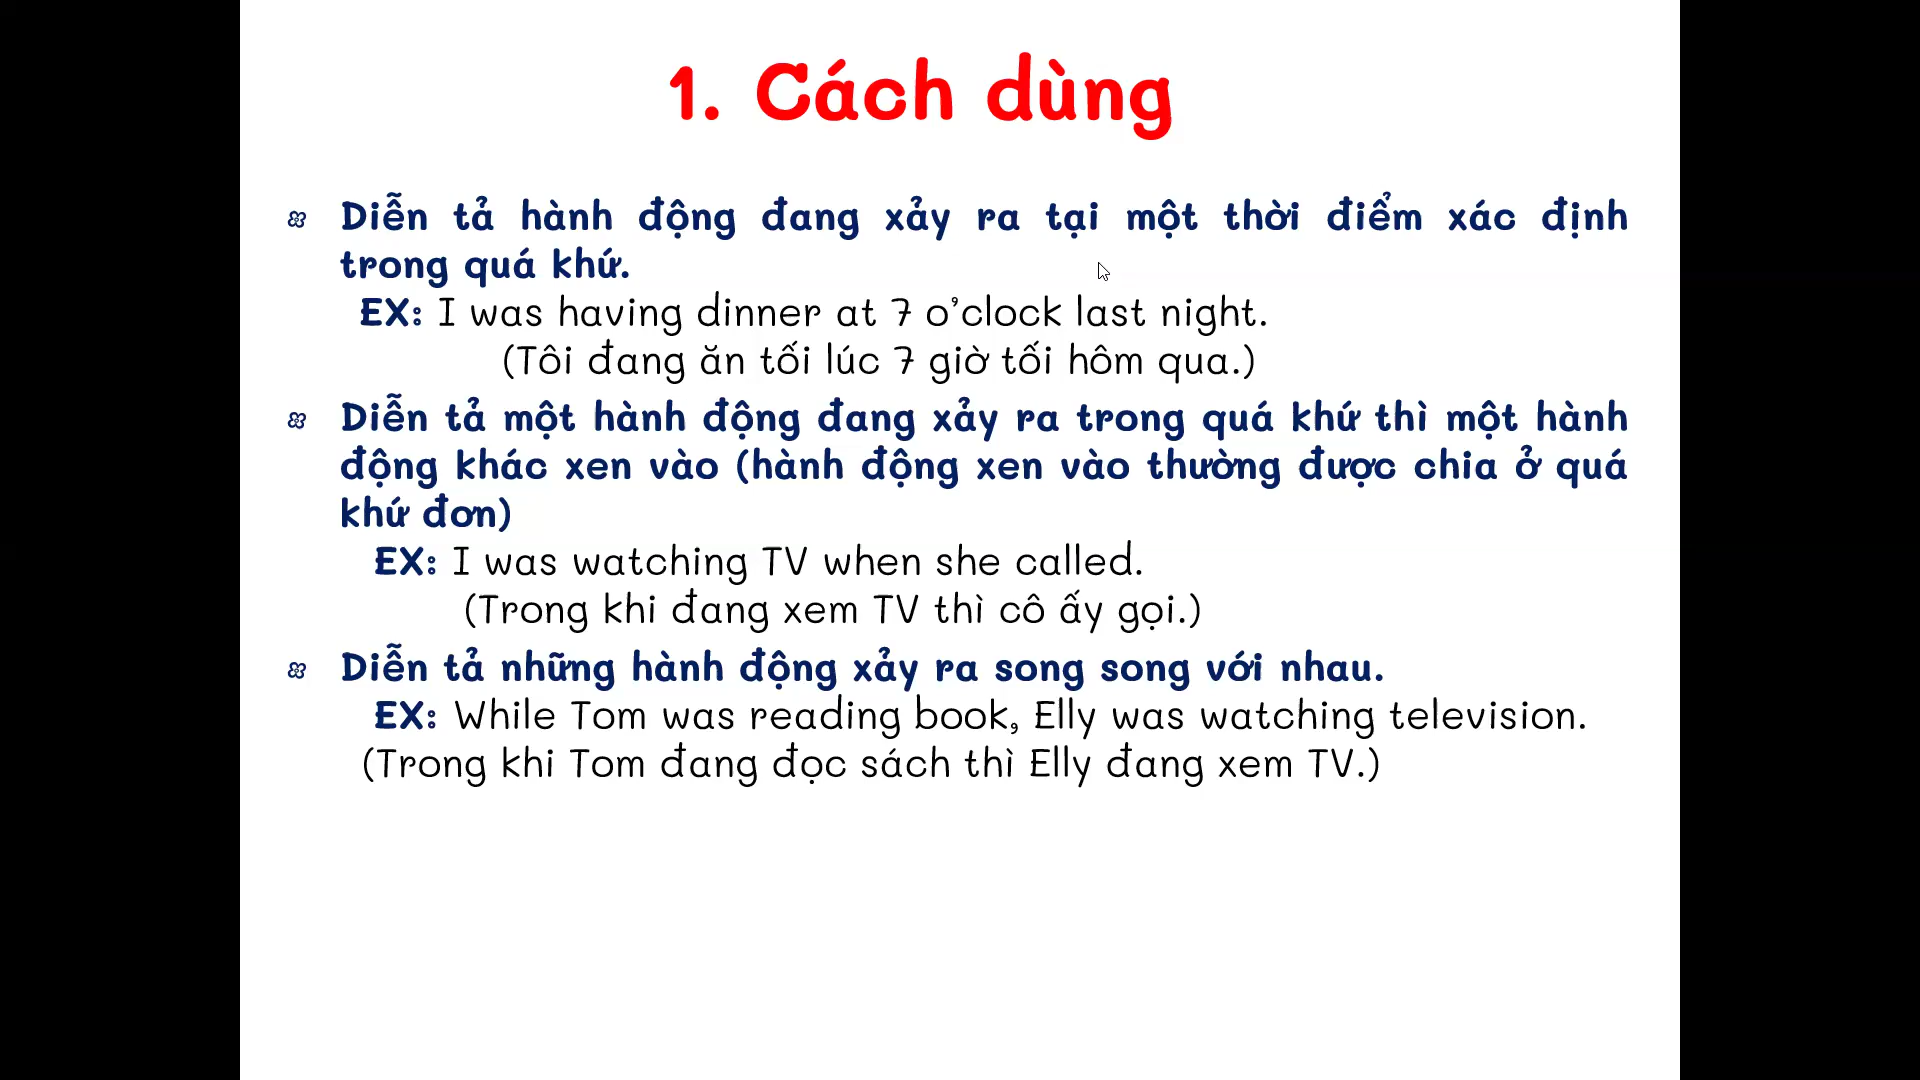 1. Cách dùng
Diễn tả hành động đang xảy ra tại một thời điểm xác định
trong quá khứ.
EX: I was having dinner at 7 o’clock last night.
(Tôi đang ăn tối lúc 7 giờ tối hôm qua.)
Diễn tả một hành động đang xảy ra trong quá khứ thì một hành
động khác xen vào (hành động xen vào thường được chia ở quá
khứ đơn)
EX: I was watching TV when she called.
(Trong khi đang xem TV thì cô ấy gọi.)
Diễn tả những hành động xảy ra song song với nhau.
EX: While Tom was reading book, Elly was watching television.
(Trong khi Tom đang đọc sách thì Elly đang xem TV.)